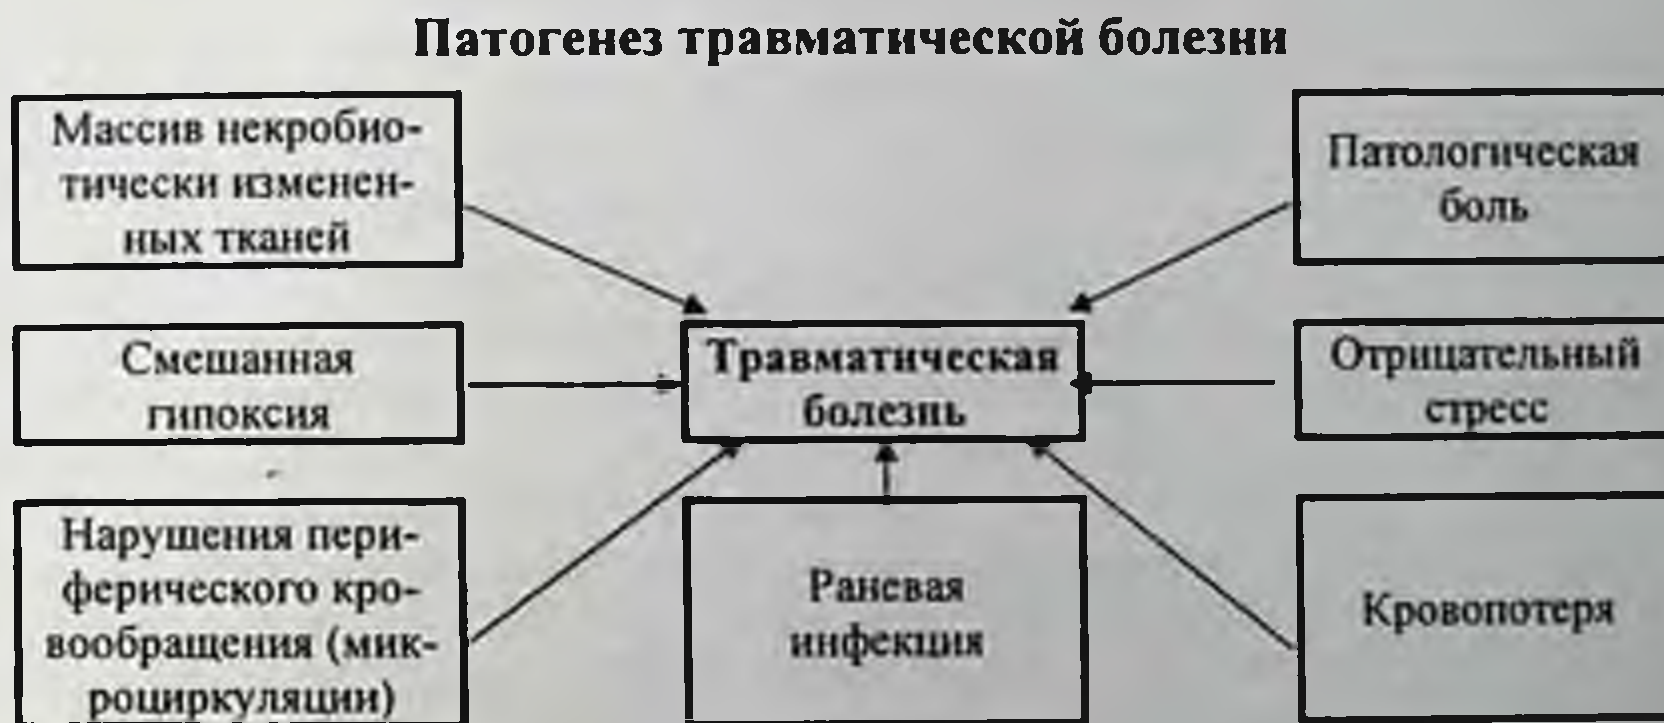 Патогенез травматической болезни
Массив некробио-
тически изменен-
ных тканей
Патологическая
боль
Смешанная
гипоксия
Травматическая
болезнь
Отрицательный
стресс
Нарушения пери-
ферического кро-
вообращения (мик-
роциркуляции)
Раневая
инфекция
Кровопотеря